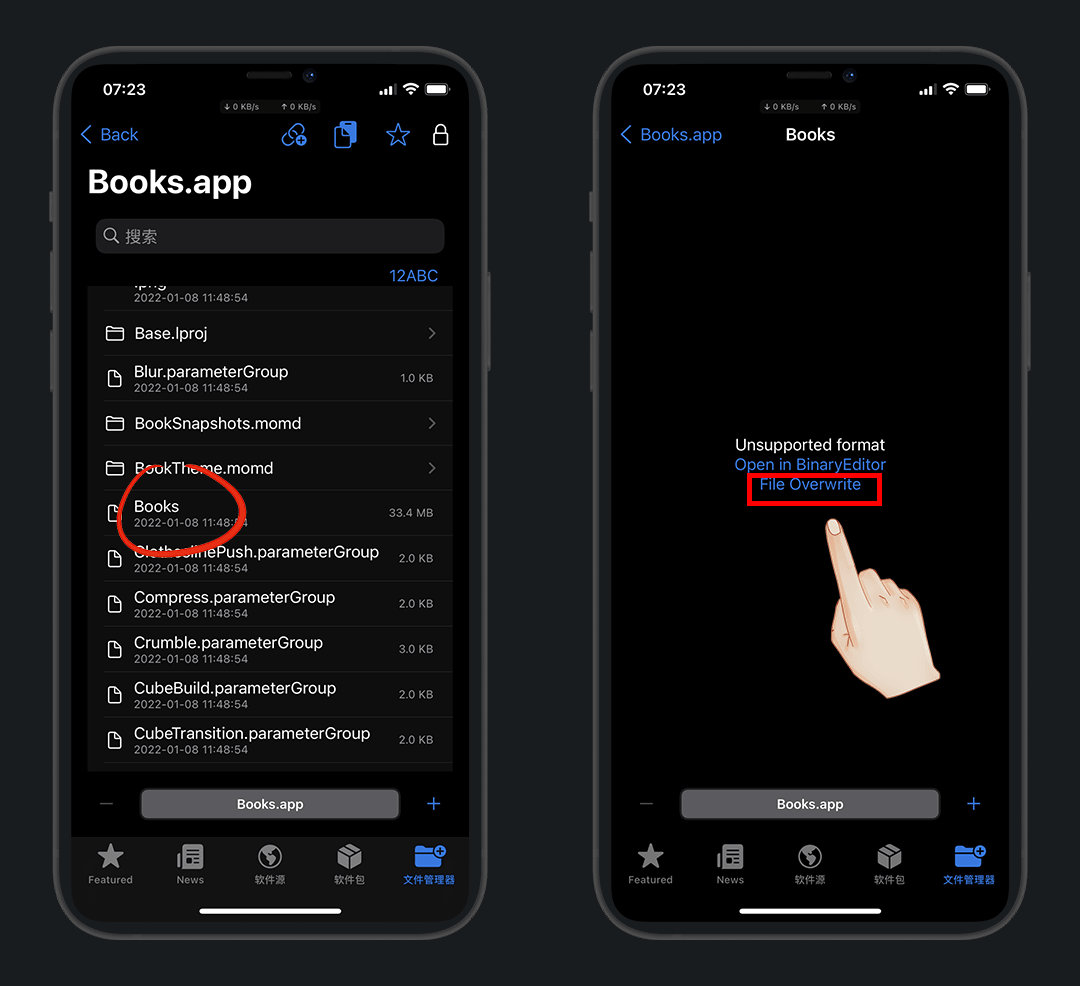 07:23
↓ 0 KB/s ↑ 0 KB/s
Back
Books.app
搜索
12ABC
2022-01-08 11:48:54
Base.lproj
Blur.parameterGroup
2022-01-08 11:48:54
1.0 KB
BookSnapshots.momd
BookTheme.momd
Books
2022-01-08 11:48:54
33.4 MB
ClotheslinePush.parameterGroup
2022-01-08 11:48:54
2.0 KB
Compress.parameterGroup
2022-01-08 11:48:54
2.0 KB
Crumble.parameterGroup
2022-01-08 11:48:54
3.0 KB
CubeBuild.parameterGroup
2022-01-08 11:48:54
2.0 KB
CubeTransition.parameterGroup
2022-01-08 11:48:54
2.0 KB
Books.app
Featured
News
软件源
软件包
文件管理器
07:23
↓ 0 KB/s ↑ 0 KB/s
Books.app
Books
Unsupported format
Open in BinaryEditor
File Overwrite
Books.app
Featured
News
软件源
软件包
文件管理器